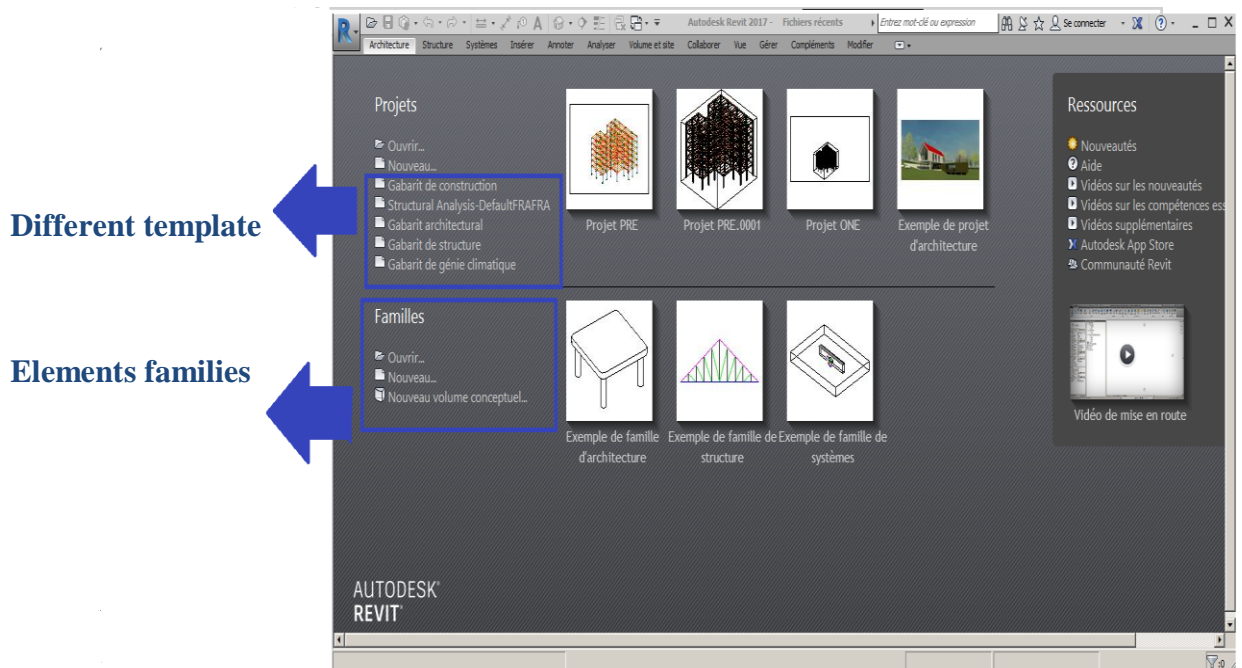 Autodesk Revit 2017 - Fichiers récents
Entrez mot-clé ou expression
Se connecter
Architecture Structure Systèmes Insérer Annoter Analyser Volume et site Collaborer Vue Gérer Compléments Modifier
Projets
Ouvrir...
Nouveau...
Gabarit de construction
Structural Analysis-DefaultFRAFRA
Gabarit architectural
Gabarit de structure
Gabarit de génie climatique
Projet PRE
Projet PRE.0001
Projet ONE
Exemple de projet
d'architecture
Different template
Familles
Ouvrir...
Nouveau...
Nouveau volume conceptuel...
Exemple de famille
d'architecture
Exemple de famille de
structure
Exemple de famille de
systèmes
Elements families
Ressources
Nouveautés
Aide
Vidéos sur les nouveautés
Vidéos sur les compétences ess
Vidéos supplémentaires
Autodesk App Store
Communauté Revit
Vidéo de mise en route
AUTODESK®
REVIT®
:0